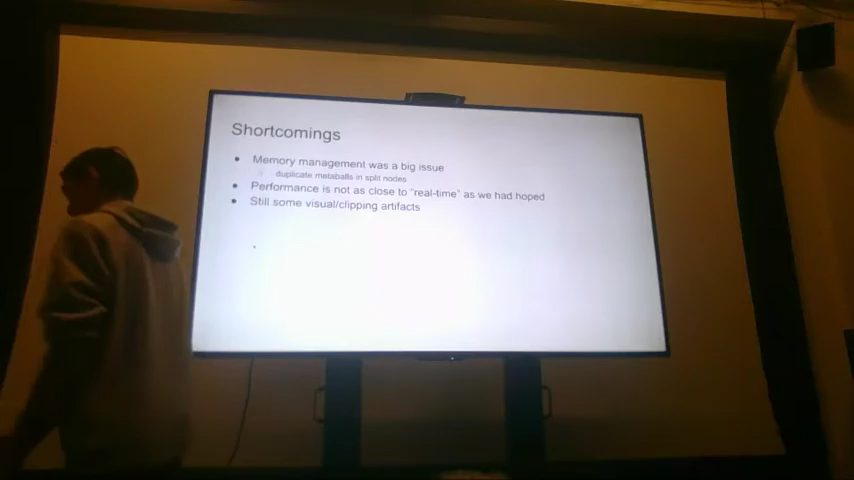 Shortcomings
Memory management was a big issue
duplicate metaballs in split nodes
Performance is not as close to "real-time" as we had hoped
Still some visual/clipping artifacts